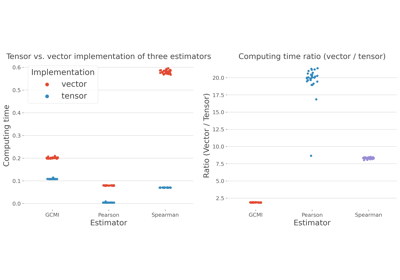 Tensor vs. vector implementation of three estimators
Computing time ratio (vector / tensor)
Implementation
vector
tensor
Computing time
0.6
0.5
0.4
0.3
0.2
0.1
0.0
GCMI
Pearson
Spearman
Estimator
Ratio (Vector / Tensor)
20.0
17.5
15.0
12.5
10.0
7.5
5.0
2.5
GCMI
Pearson
Spearman
Estimator